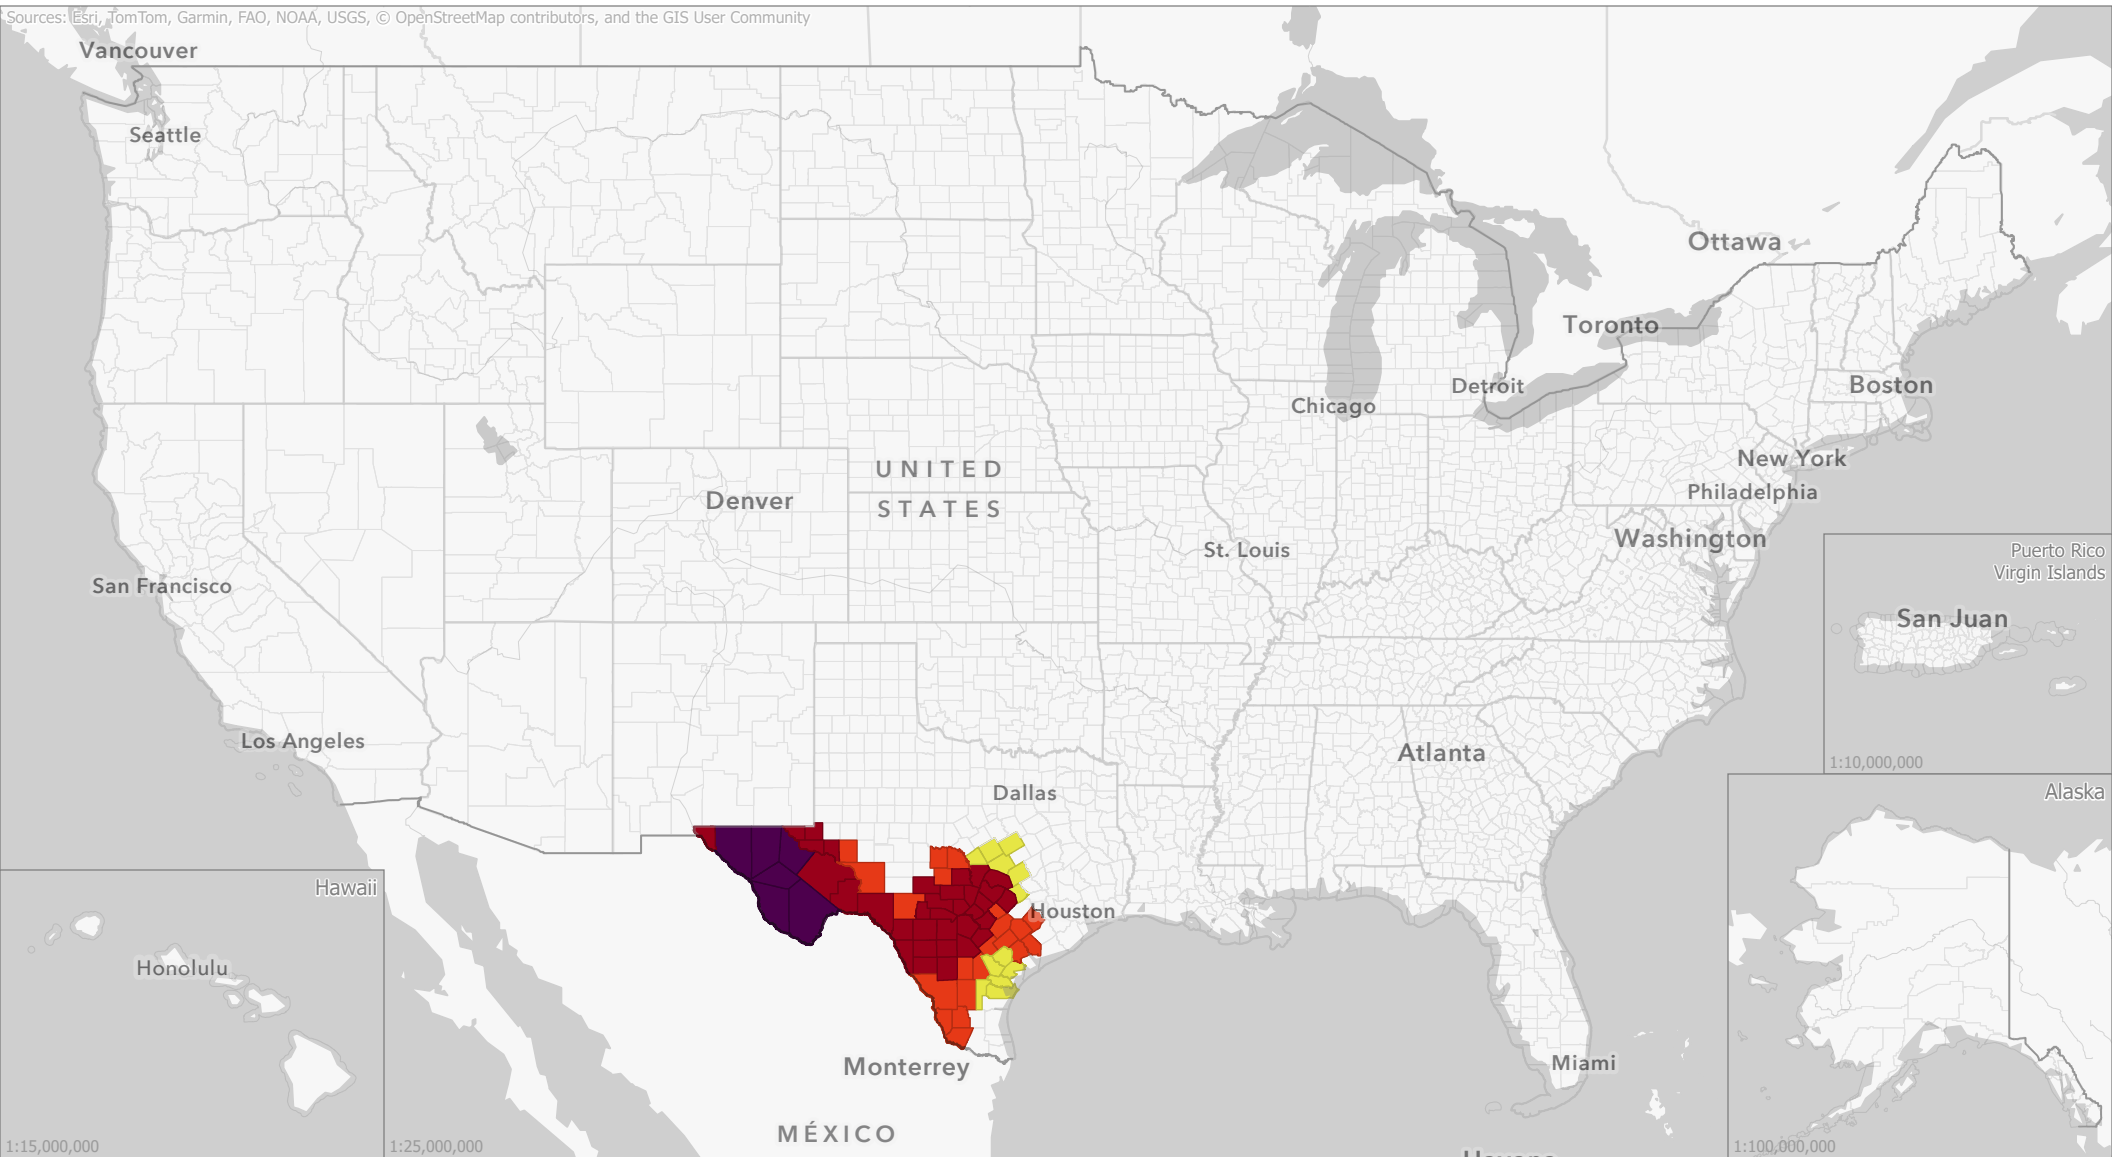 Sources: Esri, TomTom, Garmin, FAO, NOAA, USGS, © OpenStreetMap contributors, and the GIS User Community
Vancouver
Seattle
Ottawa
Toronto
Detroit
Boston
Chicago
New York
UNITED
STATES
Denver
Philadelphia
Washington
St. Louis
San Francisco
Puerto Rico
Virgin Islands
San Juan
Los Angeles
Atlanta
1:10,000,000
Dallas
Alaska
Hawaii
Houston
Honolulu
Monterrey
Miami
MÉXICO
1:15,000,000
1:25,000,000
1:100,000,000